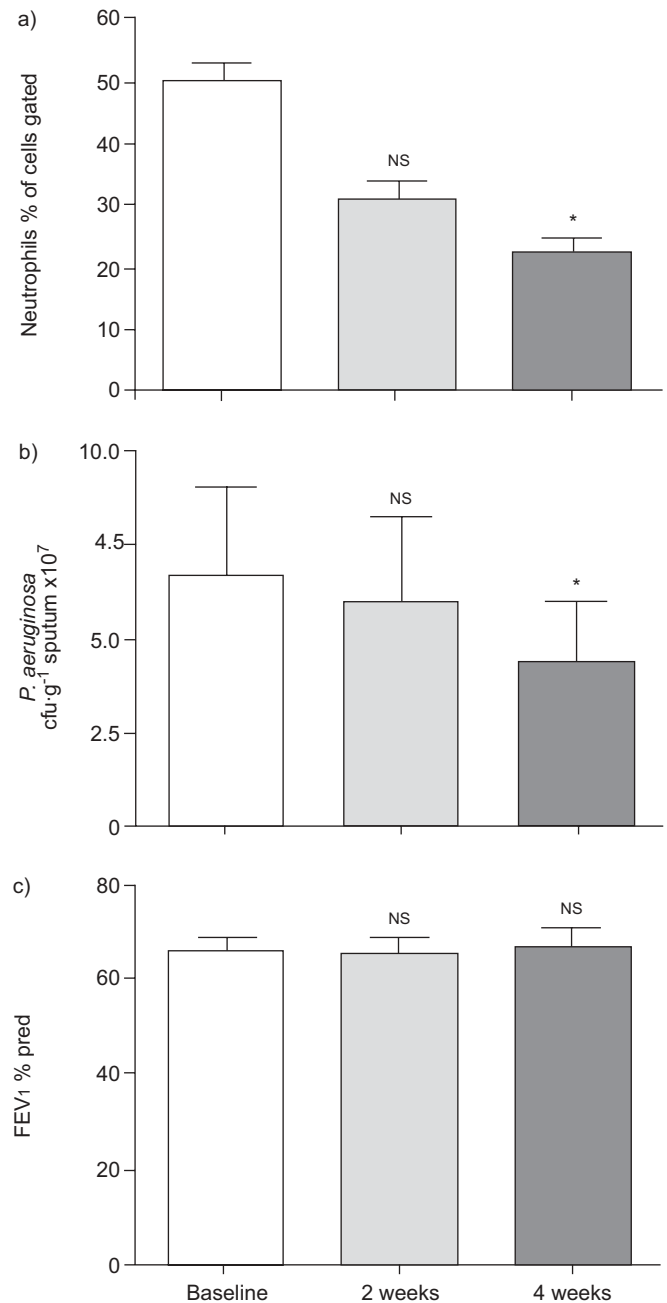 a)
Neutrophils % of cells gated
60
50
40
30
20
10
0
NS
*
b)
P. aeruginosa
cfu·g-1 sputum x107
10.0
4.5
5.0
2.5
0
NS
*
c)
FEV1 % pred
80
60
40
20
0
NS
NS
Baseline 2 weeks 4 weeks